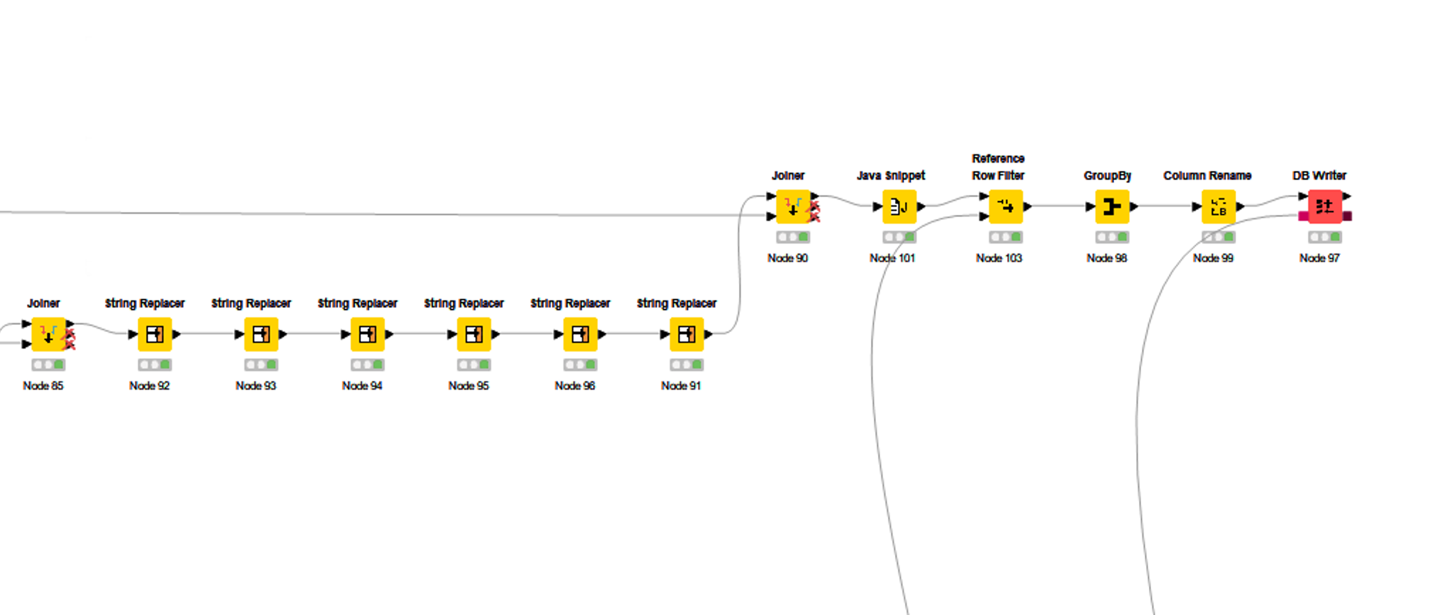 Reference
Joiner Java Snippet Row Filter GroupBy Column Rename DB Writer
Node 90 Node 101 Node 103 Node 98 Node 99 Node 97
Joiner String Replacer String Replacer String Replacer String Replacer String Replacer String Replacer
Node 85 Node 92 Node 93 Node 94 Node 95 Node 96 Node 91